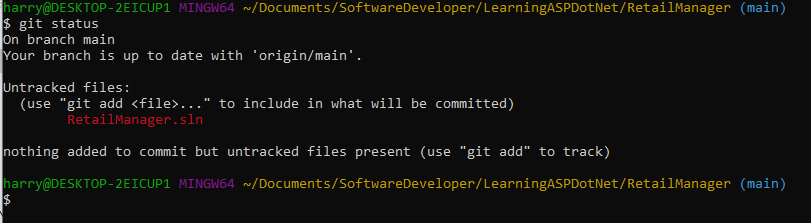 harry@DESKTOP-2EICUP1 MINGW64 ~/Documents/SoftwareDeveloper/LearningASPDotNet/RetailManager (main)
$ git status
On branch main
Your branch is up to date with 'origin/main'.
Untracked files:
(use "git add <file>..." to include in what will be committed)
RetailManager.sln
nothing added to commit but untracked files present (use "git add" to track)
harry@DESKTOP-2EICUP1 MINGW64 ~/Documents/SoftwareDeveloper/LearningASPDotNet/RetailManager (main)
$